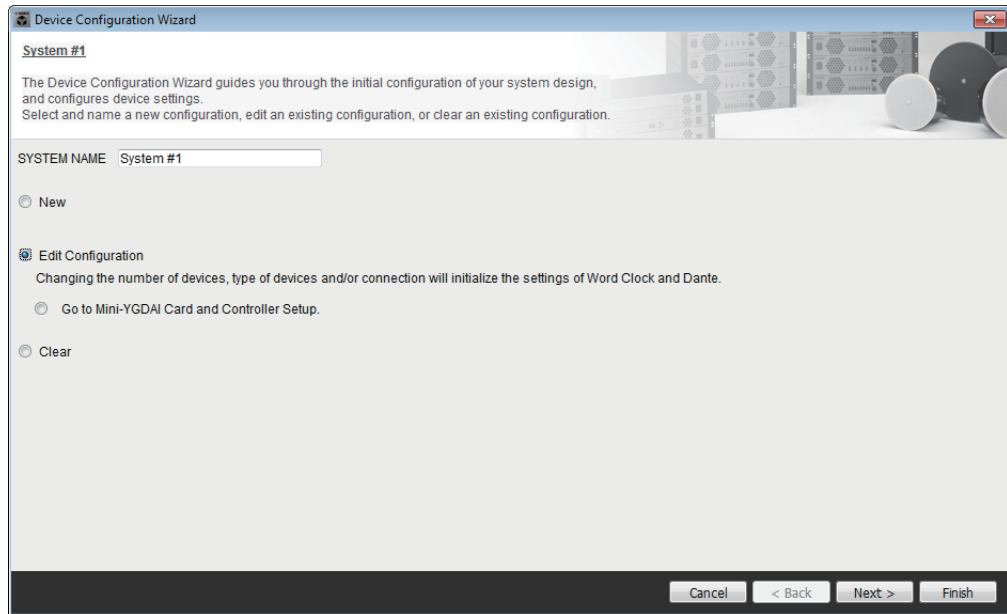 Device Configuration Wizard
System #1
The Device Configuration Wizard guides you through the initial configuration of your system design,
and configures device settings.
Select and name a new configuration, edit an existing configuration, or clear an existing configuration.
SYSTEM NAME System #1
New
Edit Configuration
Changing the number of devices, type of devices and/or connection will initialize the settings of Word Clock and Dante.
Go to Mini-YGDAI Card and Controller Setup.
Clear
Cancel < Back Next > Finish